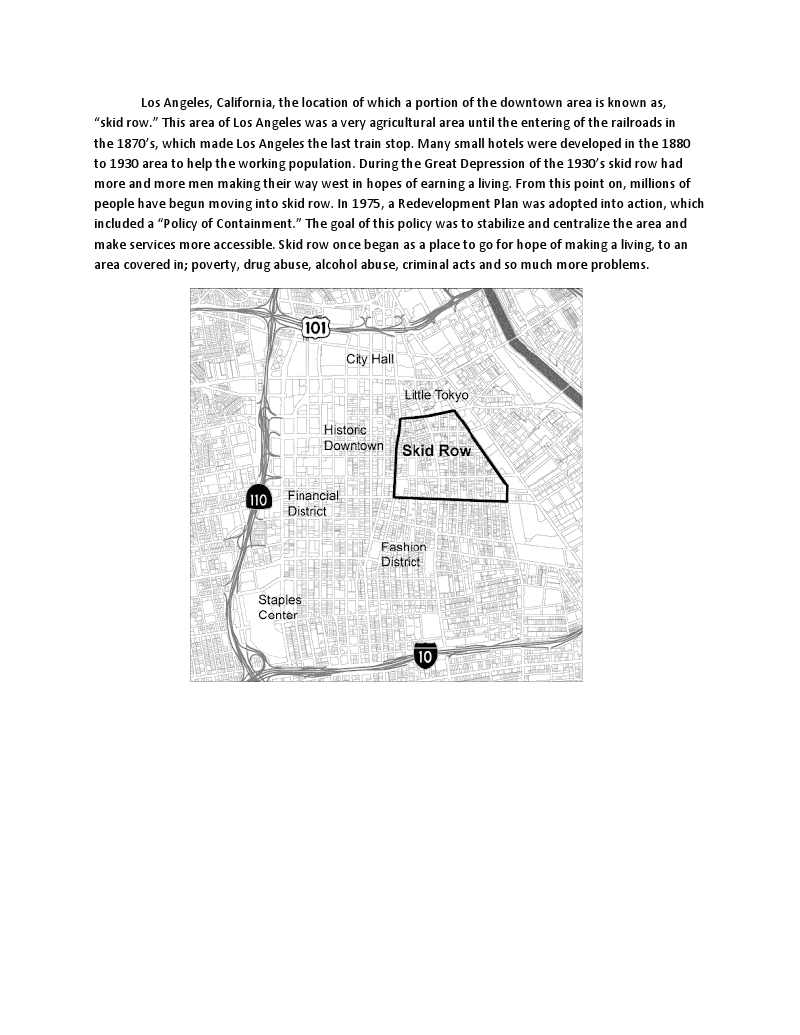 Los Angeles, California, the location of which a portion of the downtown area is known as,
“skid row.” This area of Los Angeles was a very agricultural area until the entering of the railroads in
the 1870’s, which made Los Angeles the last train stop. Many small hotels were developed in the 1880
to 1930 area to help the working population. During the Great Depression of the 1930’s skid row had
more and more men making their way west in hopes of earning a living. From this point on, millions of
people have begun moving into skid row. In 1975, a Redevelopment Plan was adopted into action, which
included a “Policy of Containment.” The goal of this policy was to stabilize and centralize the area and
make services more accessible. Skid row once began as a place to go for hope of making a living, to an
area covered in; poverty, drug abuse, alcohol abuse, criminal acts and so much more problems.
101
City Hall
Little Tokyo
Historic
Downtown
Skid Row
110
Financial
District
Fashion
District
Staples
Center
10